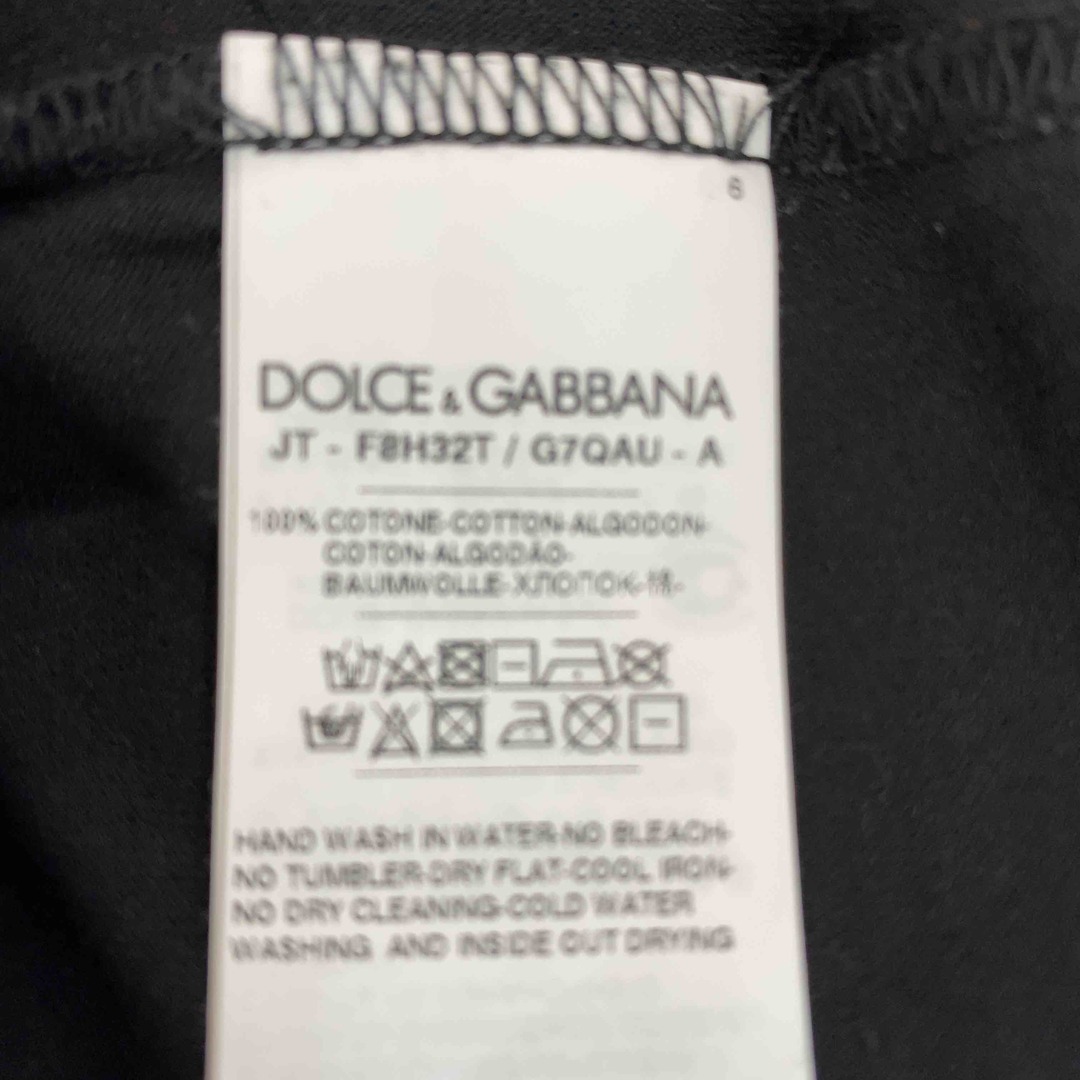 6
DOLCE & GABBANA
JT - F8H32T / G7QAU - A
100% COTONE-COTTON-ALGODON-
COTON-ALGODÃO-
BAUMWOLLE-ХЛОПОК-棉-
HAND WASH IN WATER-NO BLEACH-
NO TUMBLER-DRY FLAT-COOL IRON-
NO DRY CLEANING-COLD WATER
WASHING AND INSIDE OUT DRYING